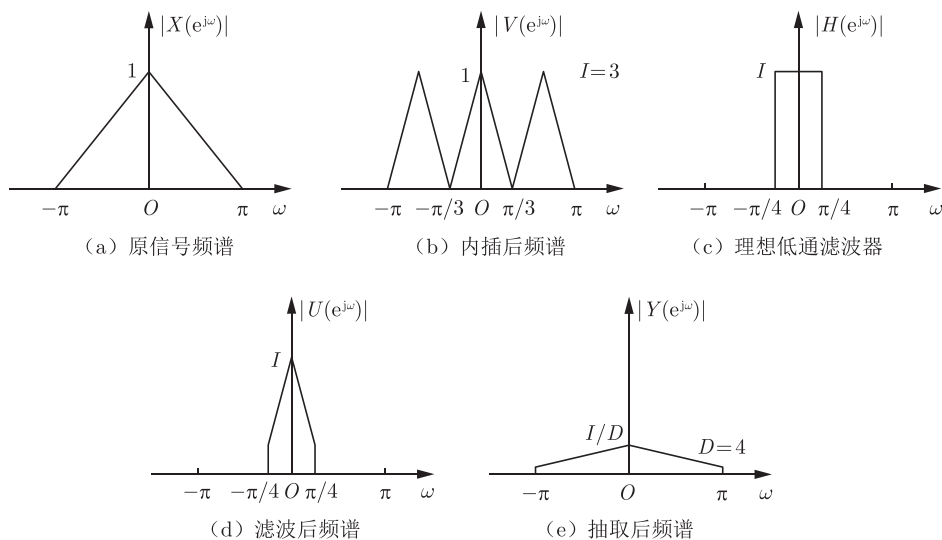 |X(e^{jω})|
1
−π O π ω
(a) 原信号频谱
|V(e^{jω})|
1
I=3
−π −π/3 O π/3 π ω
(b) 内插后频谱
|H(e^{jω})|
I
−π −π/4 O π/4 π ω
(c) 理想低通滤波器
|U(e^{jω})|
I
−π −π/4 O π/4 π ω
(d) 滤波后频谱
|Y(e^{jω})|
I/D
D=4
−π O π ω
(e) 抽取后频谱